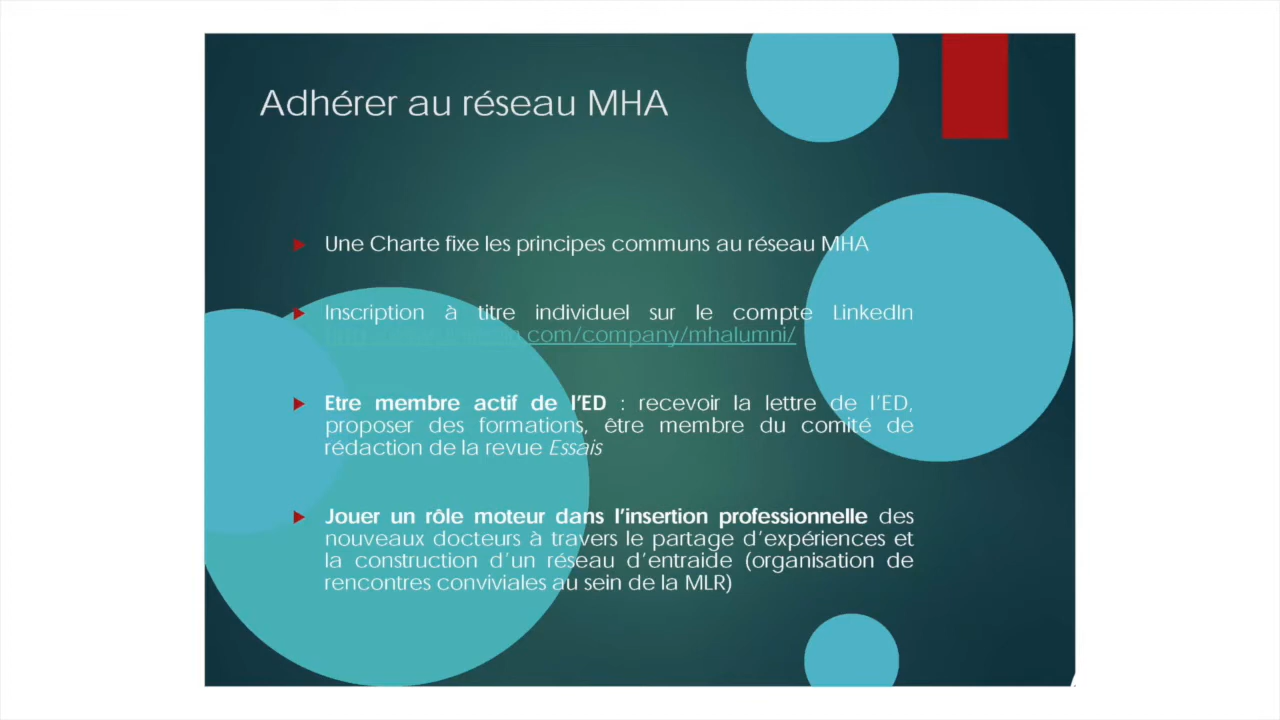 Adhérer au réseau MHA
Une Charte fixe les principes communs au réseau MHA
Inscription à titre individuel sur le compte LinkedIn
.com/company/mhalumni/
Etre membre actif de l'ED : recevoir la lettre de l'ED,
proposer des formations, être membre du comité de
rédaction de la revue Essais
Jouer un rôle moteur dans l'insertion professionnelle des
nouveaux docteurs à travers le partage d'expériences et
la construction d'un réseau d'entraide (organisation de
rencontres conviviales au sein de la MLR)